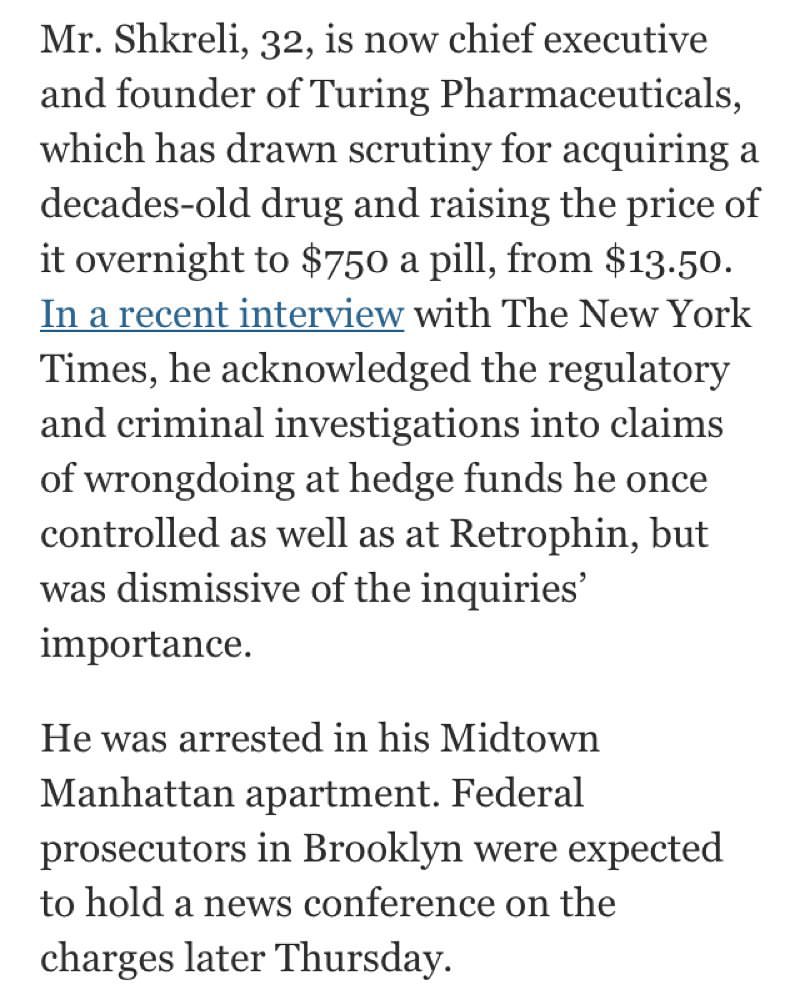 Mr. Shkreli, 32, is now chief executive
and founder of Turing Pharmaceuticals,
which has drawn scrutiny for acquiring a
decades-old drug and raising the price of
it overnight to $750 a pill, from $13.50.
In a recent interview with The New York
Times, he acknowledged the regulatory
and criminal investigations into claims
of wrongdoing at hedge funds he once
controlled as well as at Retrophin, but
was dismissive of the inquiries’
importance.
He was arrested in his Midtown
Manhattan apartment. Federal
prosecutors in Brooklyn were expected
to hold a news conference on the
charges later Thursday.